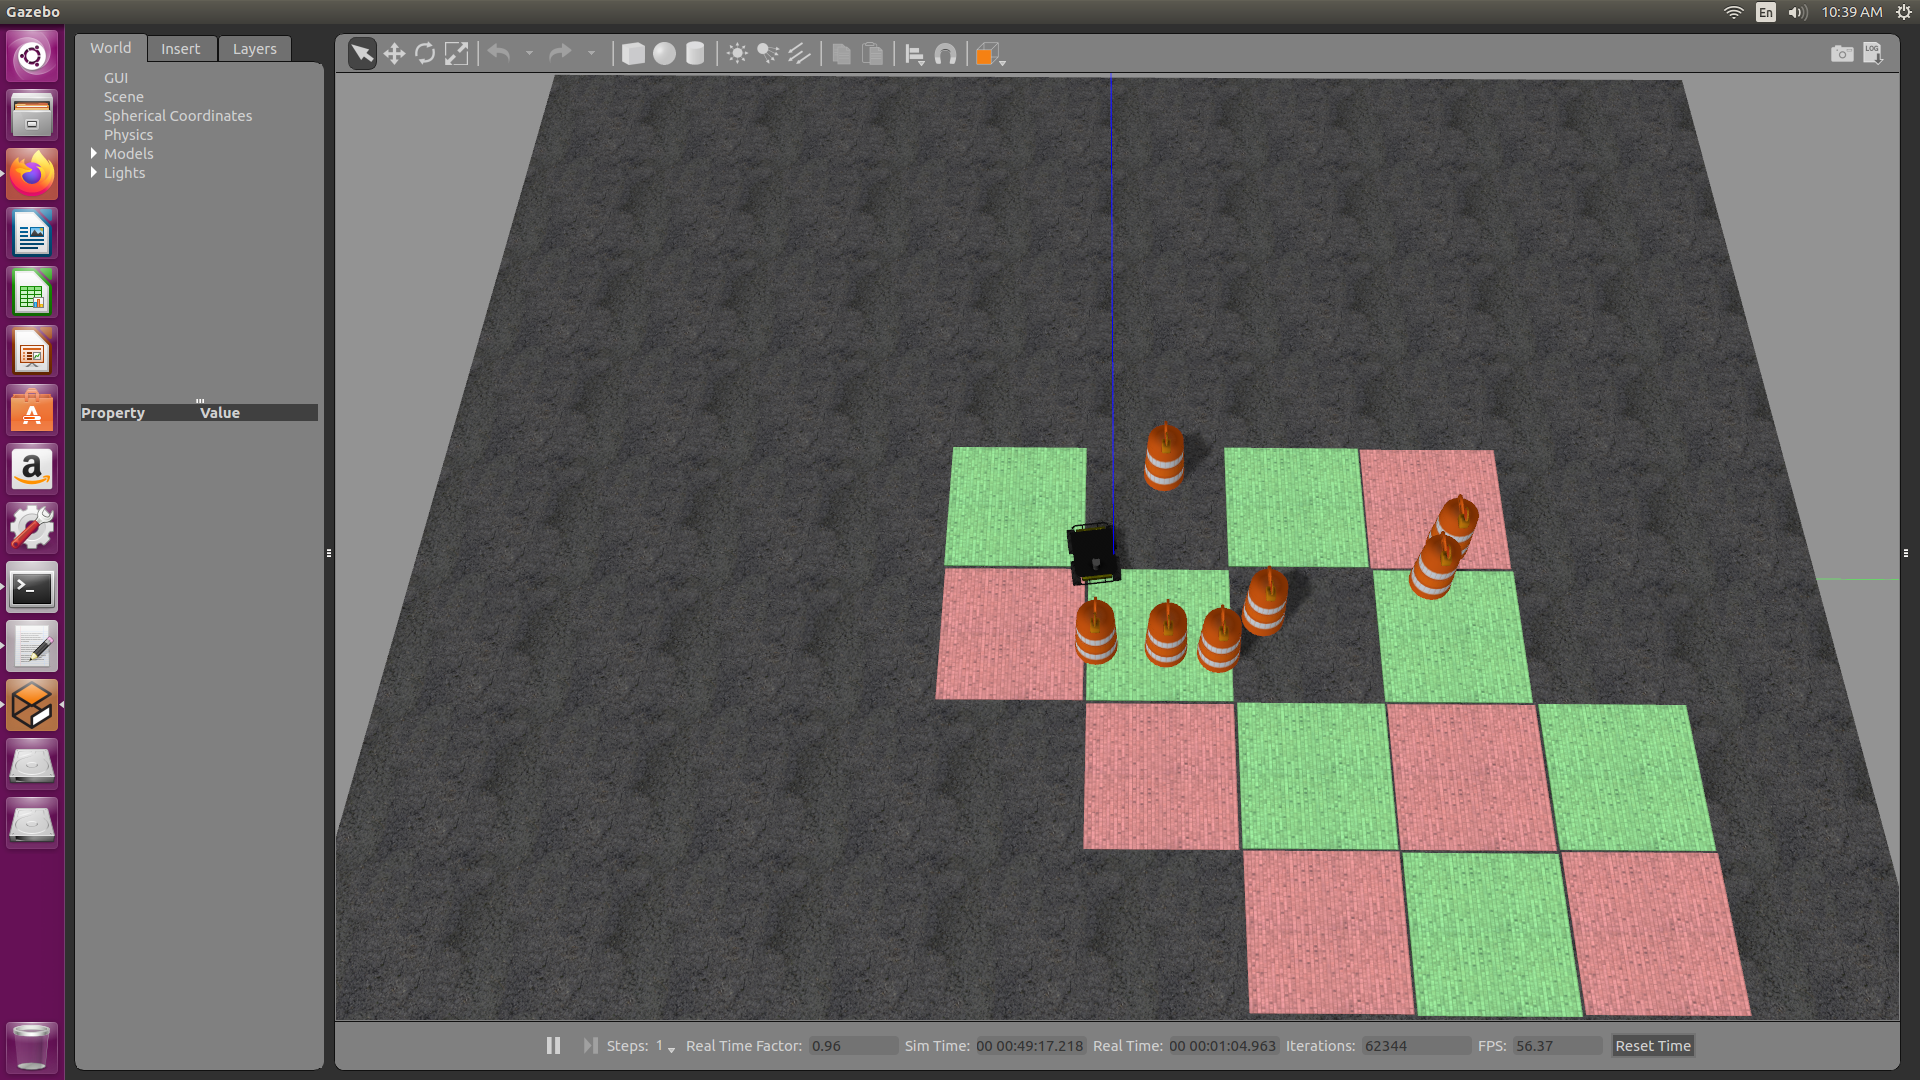 Gazebo
En
10:39 AM
World
Insert
Layers
LOG
GUI
Scene
Spherical Coordinates
Physics
Models
Lights
Property
Value
Steps: 1
Real Time Factor: 0.96
Sim Time: 00 00:49:17.218
Real Time: 00 00:01:04.963
Iterations: 62344
FPS: 56.37
Reset Time